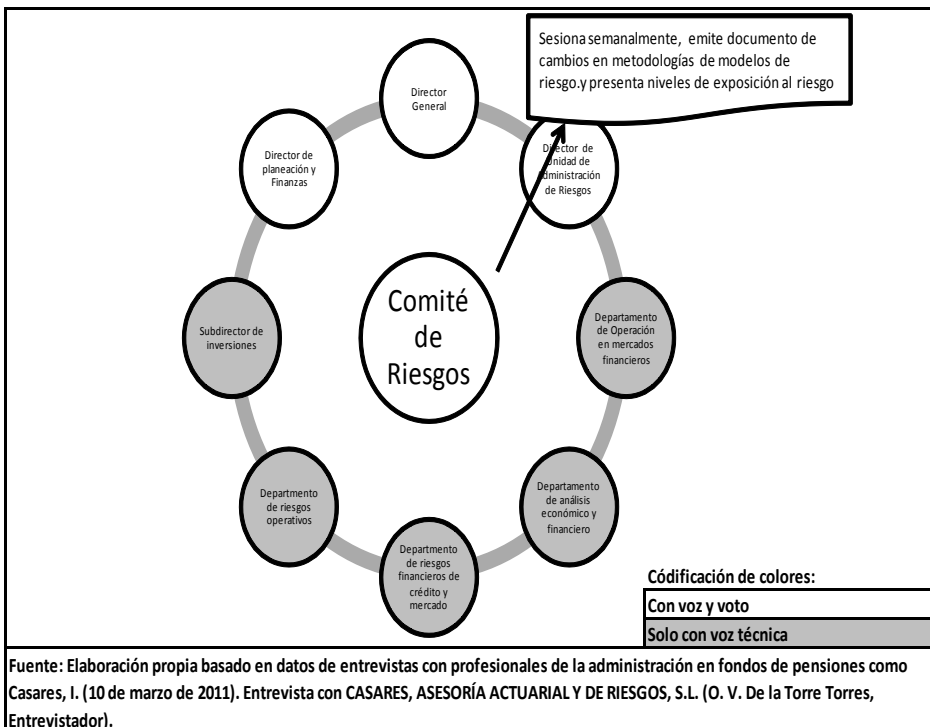 Sesiona semanalmente, emite documento de
cambios en metodologías de modelos de
riesgo.y presenta niveles de exposición al riesgo
Director
General
Director de
planeación y
Finanzas
Director de
Unidad de
Administración
de Riesgos
Comité
de
Riesgos
Subdirector de
inversiones
Departamento
de Operación
en mercados
financieros
Department​o
de riesgos
operativos
Departamento
de análisis
económico y
financiero
Departmento
de riesgos
financieros de
crédito y
mercado
Códificación de colores:
Con voz y voto
Solo con voz técnica
Fuente: Elaboración propia basado en datos de entrevistas con profesionales de la administración en fondos de pensiones como
Casares, I. (10 de marzo de 2011). Entrevista con CASARES, ASESORÍA ACTUARIAL Y DE RIESGOS, S.L. (O. V. De la Torre Torres,
Entrevistador).